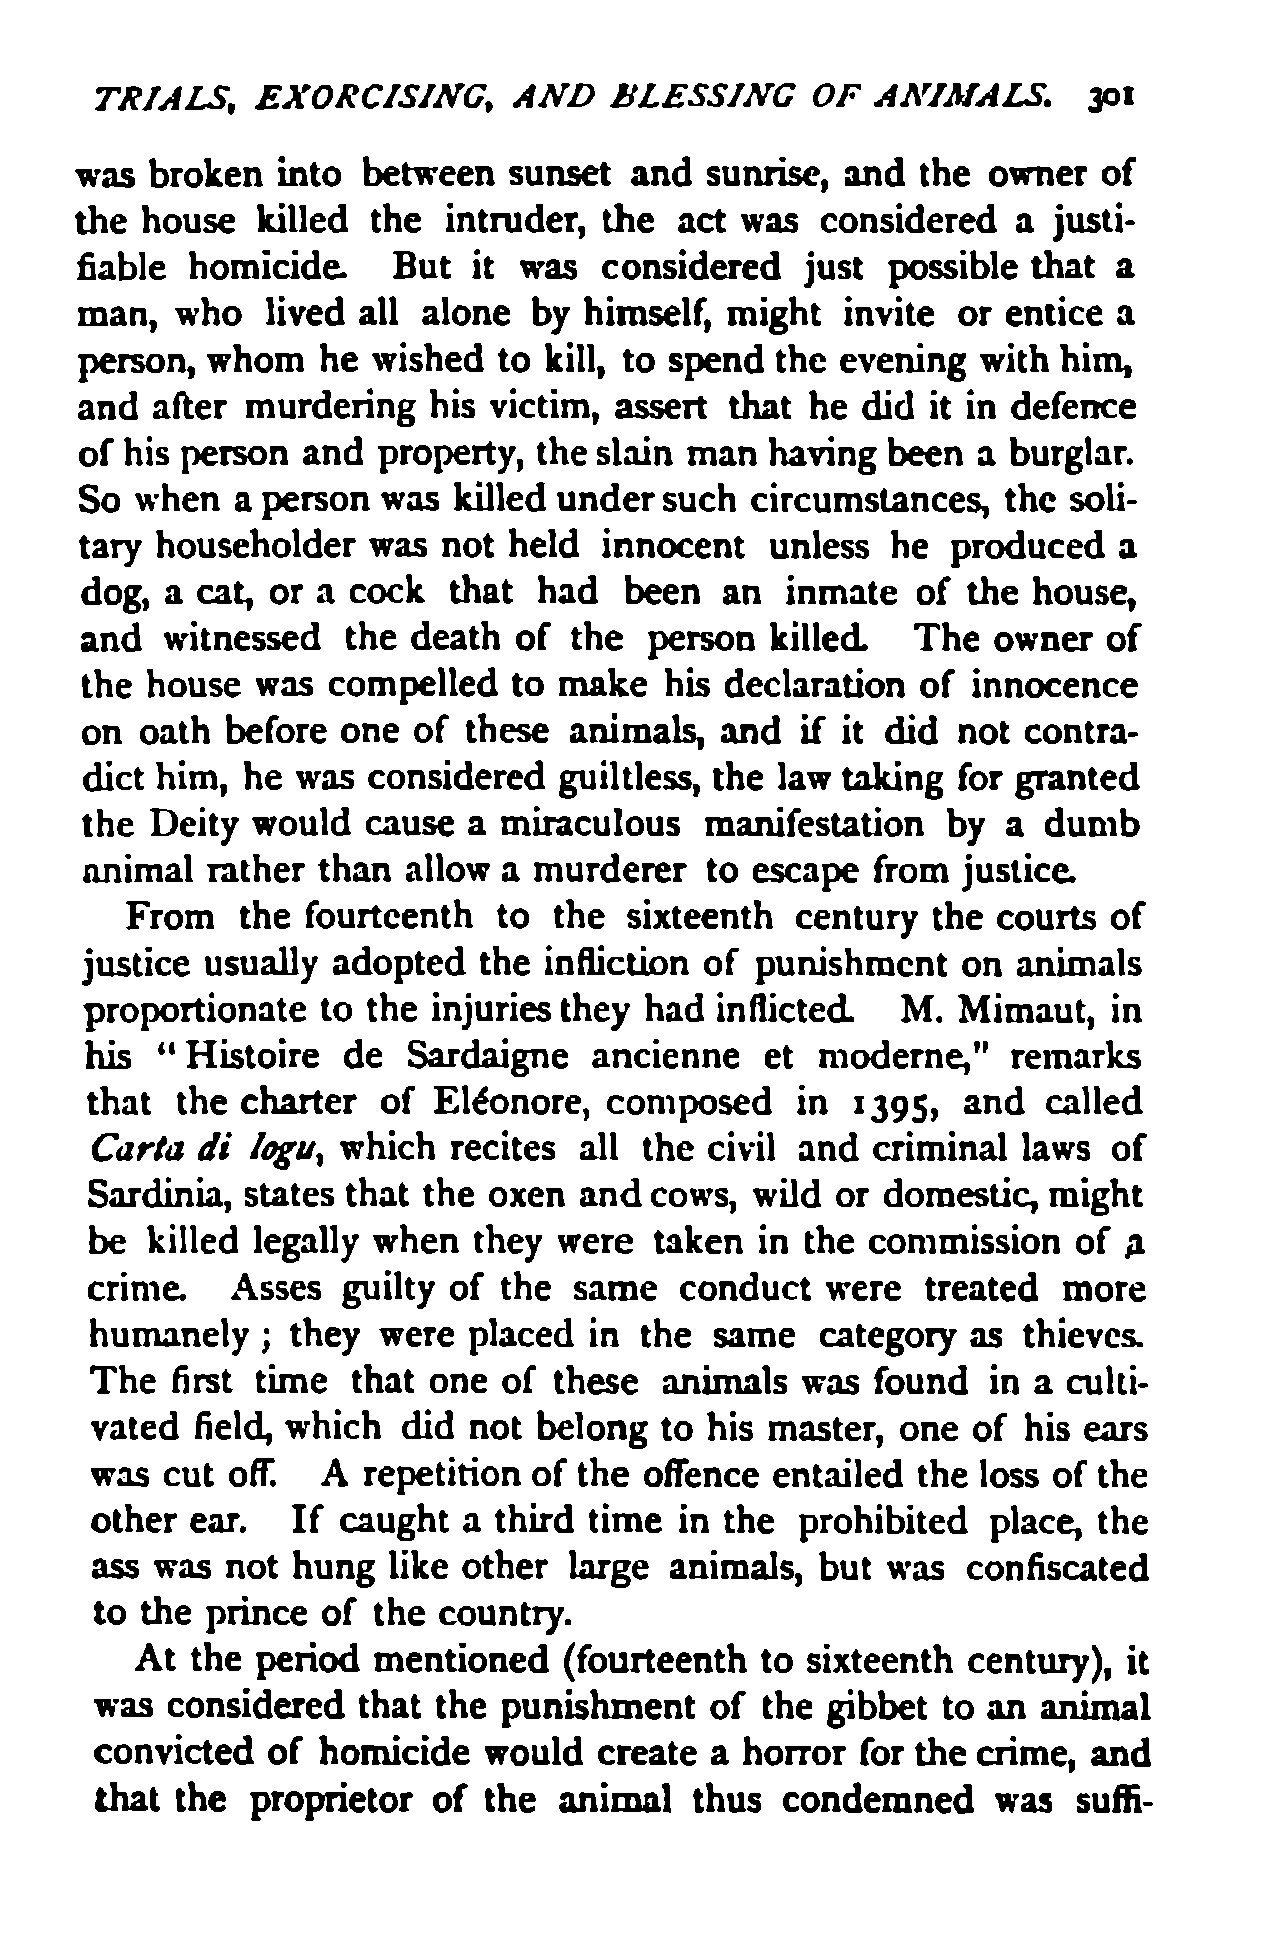 TRIALS, EXORCISING, AND BLESSING OF ANIMALS. 301
was broken into between sunset and sunrise, and the owner of
the house killed the intruder, the act was considered a justi-
fiable homicide. But it was considered just possible that a
man, who lived all alone by himself, might invite or entice a
person, whom he wished to kill, to spend the evening with him,
and after murdering his victim, assert that he did it in defence
of his person and property, the slain man having been a burglar.
So when a person was killed under such circumstances, the soli-
tary householder was not held innocent unless he produced a
dog, a cat, or a cock that had been an inmate of the house,
and witnessed the death of the person killed. The owner of
the house was compelled to make his declaration of innocence
on oath before one of these animals, and if it did not contra-
dict him, he was considered guiltless, the law taking for granted
the Deity would cause a miraculous manifestation by a dumb
animal rather than allow a murderer to escape from justice.
From the fourteenth to the sixteenth century the courts of
justice usually adopted the infliction of punishment on animals
proportionate to the injuries they had inflicted. M. Mimaut, in
his "Histoire de Sardaigne ancienne et moderne," remarks
that the charter of Eléonore, composed in 1395, and called
Carta di logu, which recites all the civil and criminal laws of
Sardinia, states that the oxen and cows, wild or domestic, might
be killed legally when they were taken in the commission of a
crime. Asses guilty of the same conduct were treated more
humanely ; they were placed in the same category as thieves.
The first time that one of these animals was found in a culti-
vated field, which did not belong to his master, one of his ears
was cut off. A repetition of the offence entailed the loss of the
other ear. If caught a third time in the prohibited place, the
ass was not hung like other large animals, but was confiscated
to the prince of the country.
At the period mentioned (fourteenth to sixteenth century), it
was considered that the punishment of the gibbet to an animal
convicted of homicide would create a horror for the crime, and
that the proprietor of the animal thus condemned was suffi-